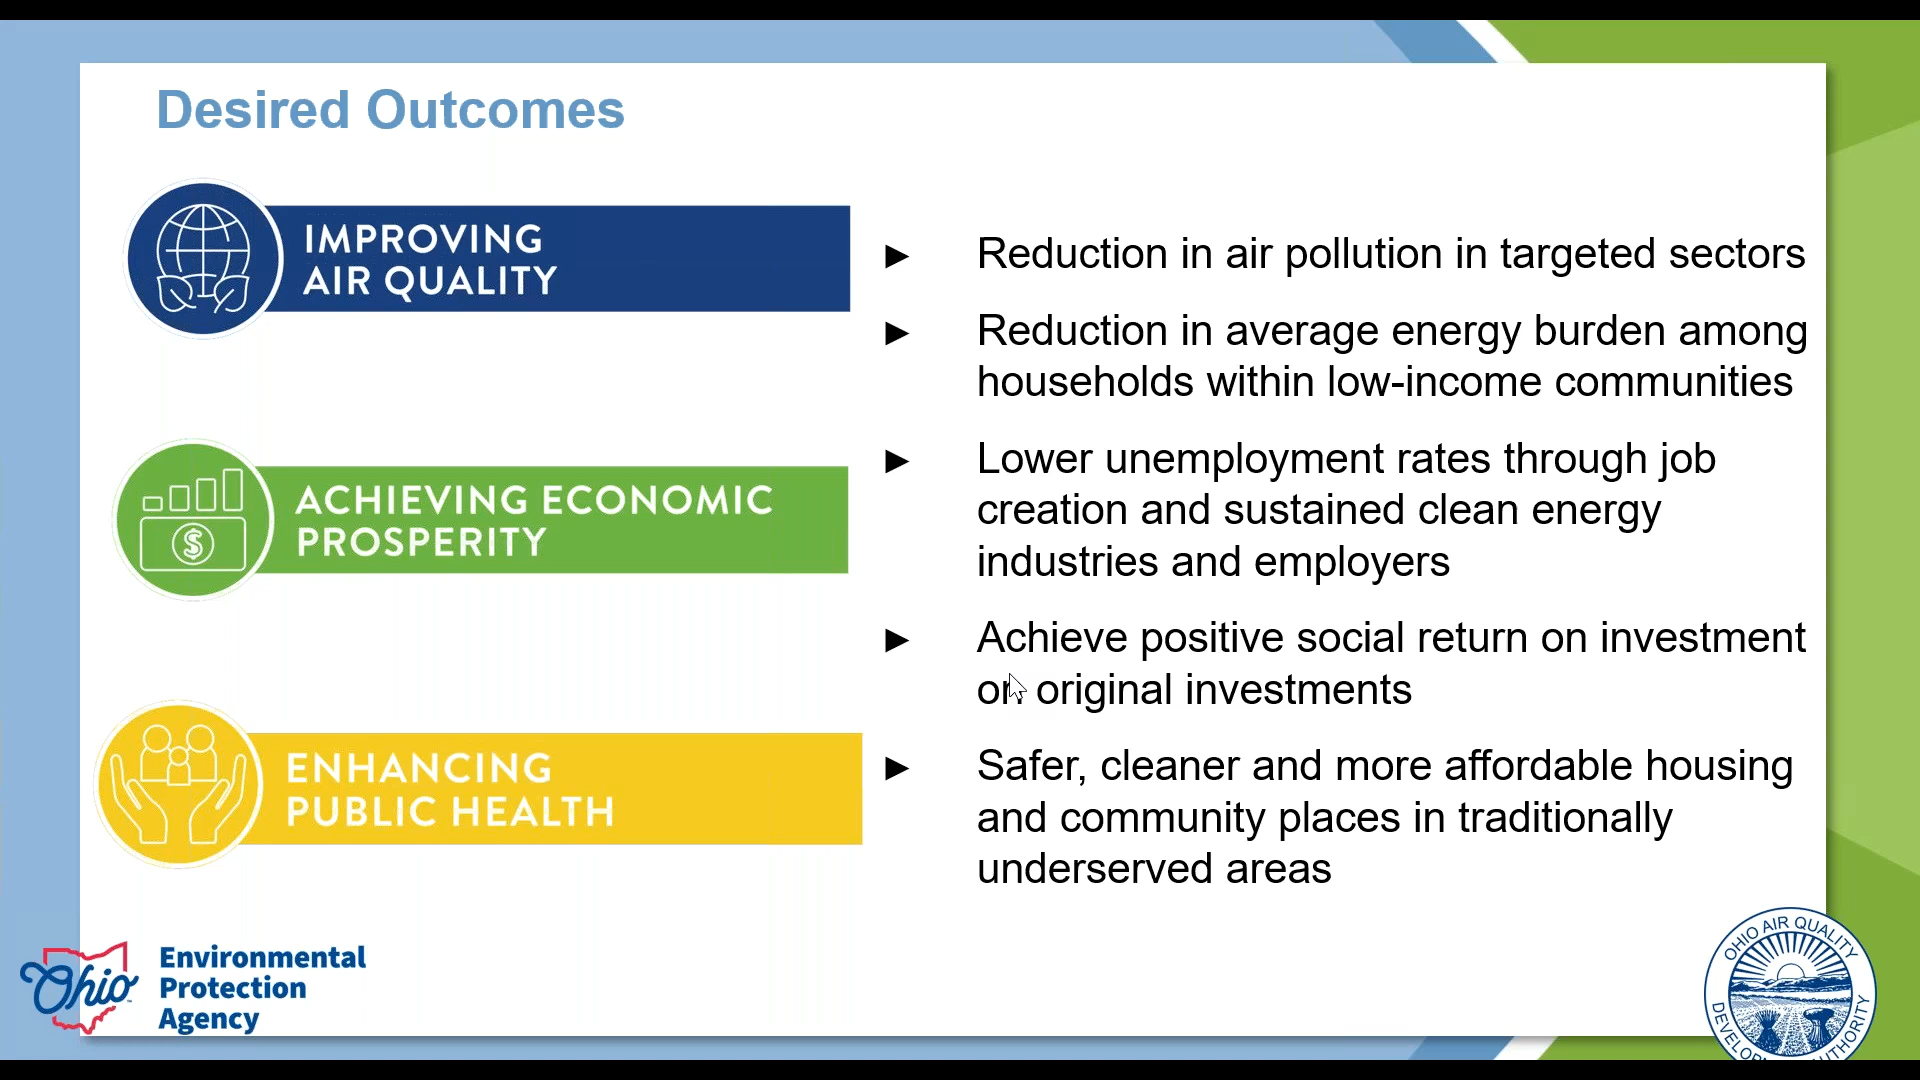 Desired Outcomes
IMPROVING
AIR QUALITY
ACHIEVING ECONOMIC
PROSPERITY
ENHANCING
PUBLIC HEALTH
► Reduction in air pollution in targeted sectors
► Reduction in average energy burden among
households within low-income communities
► Lower unemployment rates through job
creation and sustained clean energy
industries and employers
► Achieve positive social return on investment
on original investments
► Safer, cleaner and more affordable housing
and community places in traditionally
underserved areas
Ohio
Environmental
Protection
Agency
OHIO AIR QUALITY